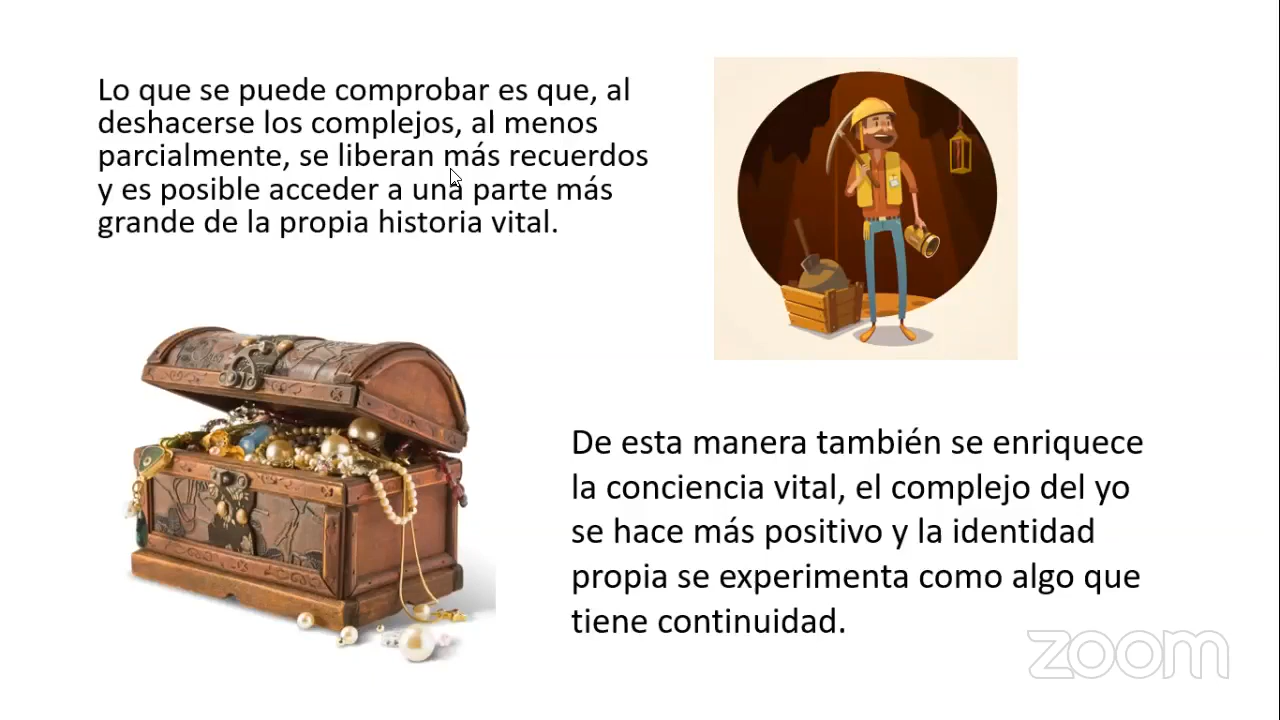 Lo que se puede comprobar es que, al
deshacerse los complejos, al menos
parcialmente, se liberan más recuerdos
y es posible acceder a una parte más
grande de la propia historia vital.
De esta manera también se enriquece
la conciencia vital, el complejo del yo
se hace más positivo y la identidad
propia se experimenta como algo que
tiene continuidad.
zoom